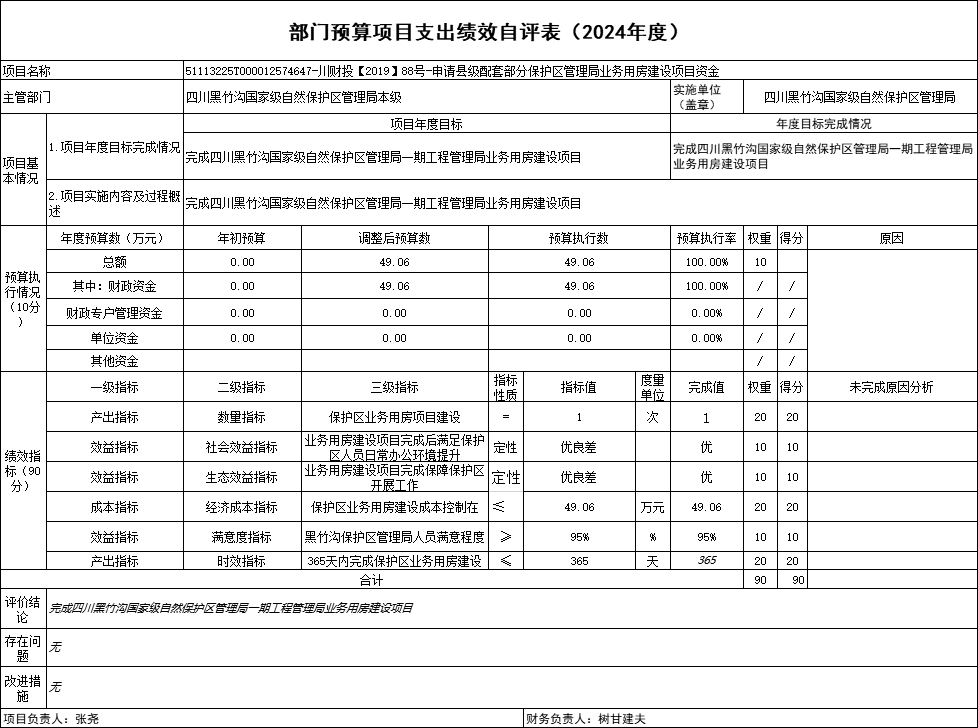 部门预算项目支出绩效自评表（2024年度）
项目名称 51113225T000012574647-川财投【2019】88号-申请县级配套部分保护区管理局业务用房建设项目资金
主管部门 四川黑竹沟国家级自然保护区管理局本级 实施单位（盖章） 四川黑竹沟国家级自然保护区管理局
项目基本情况 1.项目年度目标完成情况 项目年度目标 年度目标完成情况
完成四川黑竹沟国家级自然保护区管理局一期工程管理局业务用房建设项目 完成四川黑竹沟国家级自然保护区管理局一期工程管理局业务用房建设项目
2.项目实施内容及过程概述 完成四川黑竹沟国家级自然保护区管理局一期工程管理局业务用房建设项目
预算执行情况（10分） 年度预算数（万元） 年初预算 调整后预算数 预算执行数 预算执行率 权重 得分 原因
总额 0.00 49.06 49.06 100.00% 10
其中：财政资金 0.00 49.06 49.06 100.00% / /
财政专户管理资金 0.00 0.00 0.00 0.00% / /
单位资金 0.00 0.00 0.00 0.00% / /
其他资金 / /
绩效指标（90分） 一级指标 二级指标 三级指标 指标性质 指标值 度量单位 完成值 权重 得分 未完成原因分析
产出指标 数量指标 保护区业务用房项目建设 = 1 次 1 20 20
效益指标 社会效益指标 业务用房建设项目完成后满足保护区人员日常办公环境提升 定性 优良差 优 10 10
效益指标 生态效益指标 业务用房建设项目完成保障保护区开展工作 定性 优良差 优 10 10
成本指标 经济成本指标 保护区业务用房建设成本控制在 ≤ 49.06 万元 49.06 20 20
效益指标 满意度指标 黑竹沟保护区管理局人员满意程度 ≥ 95% % 95% 10 10
产出指标 时效指标 365天内完成保护区业务用房建设 ≤ 365 天 365 20 20
合计 90 90
评价结论 完成四川黑竹沟国家级自然保护区管理局一期工程管理局业务用房建设项目
存在问题 无
改进措施 无
项目负责人：张尧 财务负责人：树甘建夫